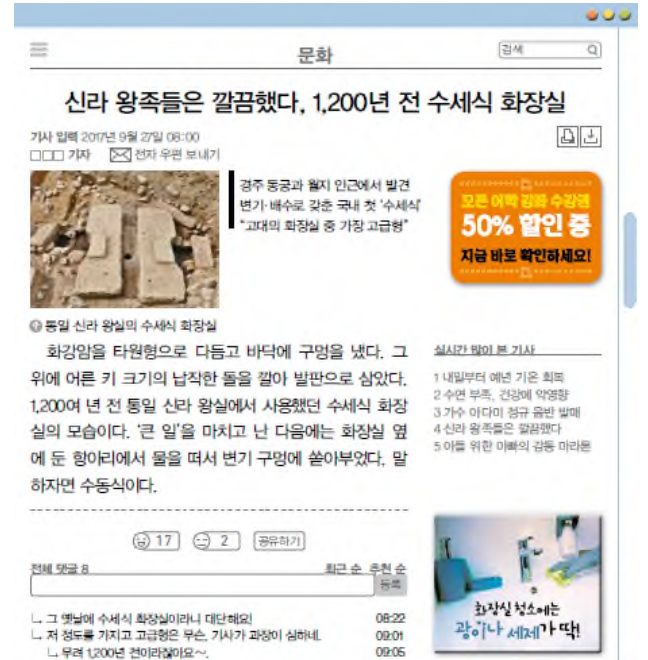 문화
검색
신라 왕족들은 깔끔했다, 1,200년 전 수세식 화장실
기사 입력 2017년 9월 27일 08:00
□□□ 기자 전자 우편 보내기
경주 동궁과 월지 인근에서 발견
변기·배수로 갖춘 국내 첫 '수세식'
“고대의 화장실 중 가장 고급형”
모든 어학 강좌 수강권
50% 할인 중
지금 바로 확인하세요!
통일 신라 왕실의 수세식 화장실
화강암을 타원형으로 다듬고 바닥에 구멍을 냈다. 그
위에 어른 키 크기의 납작한 돌을 깔아 발판으로 삼았다.
1,200여 년 전 통일 신라 왕실에서 사용했던 수세식 화장
실의 모습이다. '큰 일'을 마치고 난 다음에는 화장실 옆
에 둔 항아리에서 물을 떠서 변기 구멍에 쏟아부었다. 말
하자면 수동식이다.
실시간 많이 본 기사
1 내일부터 예년 기온 회복
2 수면 부족, 건강에 악영향
3 가수 아다미 정규 음반 발매
4 신라 왕족들은 깔끔했다
5 아들 위한 아빠의 감동 마라톤
17 2 공유하기
전체 댓글 8 최근 순 추천 순
등록
그 옛날에 수세식 화장실이라니 대단해요! 08:22
저 정도를 가지고 고급형은 무슨, 기사가 과장이 심하네. 09:01
무려 1,200년 전이라잖아요~. 09:05
화장실 청소에는
광이나 세제가 딱!